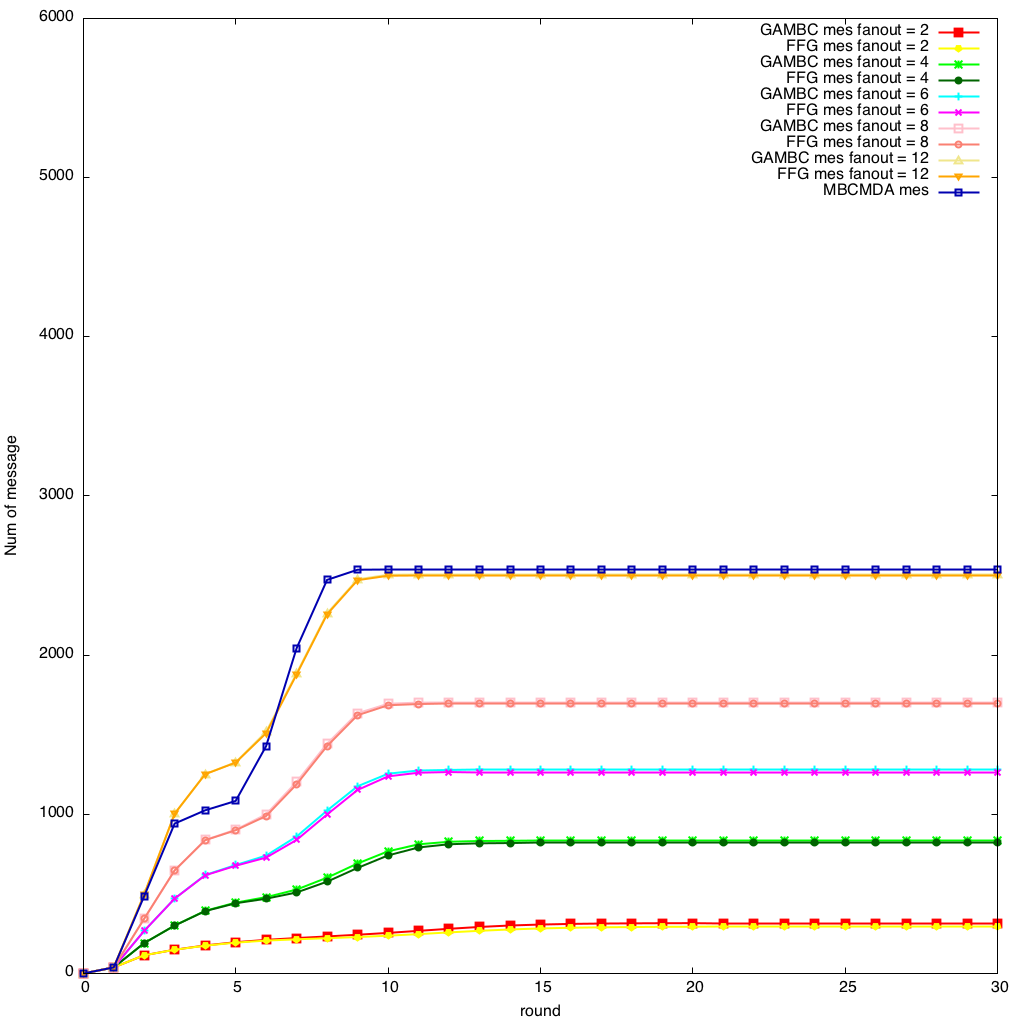 6000
5000
4000
3000
2000
1000
0
Num of message
GAMBC mes fanout = 2
FFG mes fanout = 2
GAMBC mes fanout = 4
FFG mes fanout = 4
GAMBC mes fanout = 6
FFG mes fanout = 6
GAMBC mes fanout = 8
FFG mes fanout = 8
GAMBC mes fanout = 12
FFG mes fanout = 12
MBCMDA mes
0 5 10 15 20 25 30
round